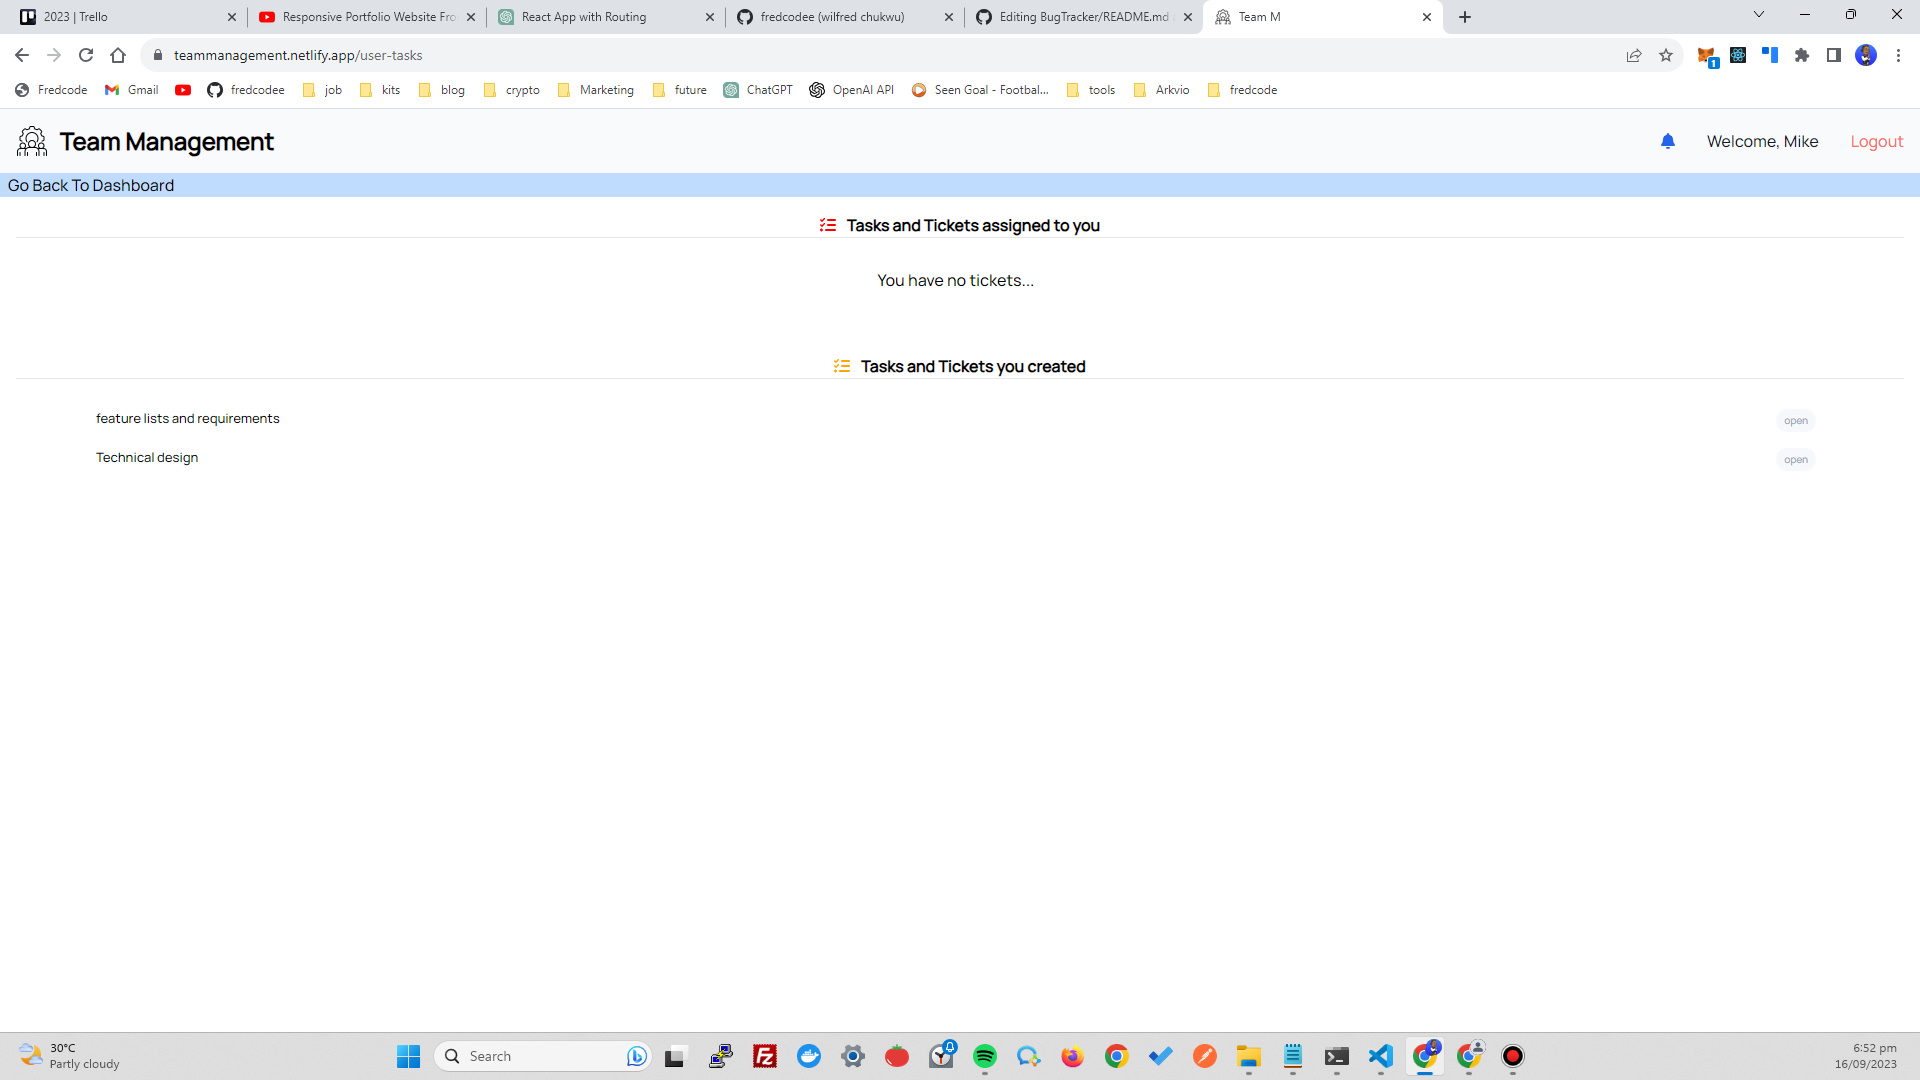 2023 | Trello
Responsive Portfolio Website Fro
React App with Routing
fredcodee (wilfred chukwu)
Editing BugTracker/README.md
Team M
teammanagement.netlify.app/user-tasks
1
Fredcode
Gmail
fredcodee
job
kits
blog
crypto
Marketing
future
ChatGPT
OpenAI API
Seen Goal - Footbal...
tools
Arkvio
fredcode
Team Management
Welcome, Mike
Logout
Go Back To Dashboard
Tasks and Tickets assigned to you
You have no tickets...
Tasks and Tickets you created
feature lists and requirements
open
Technical design
open
30°C
Partly cloudy
Search
6:52 pm
16/09/2023